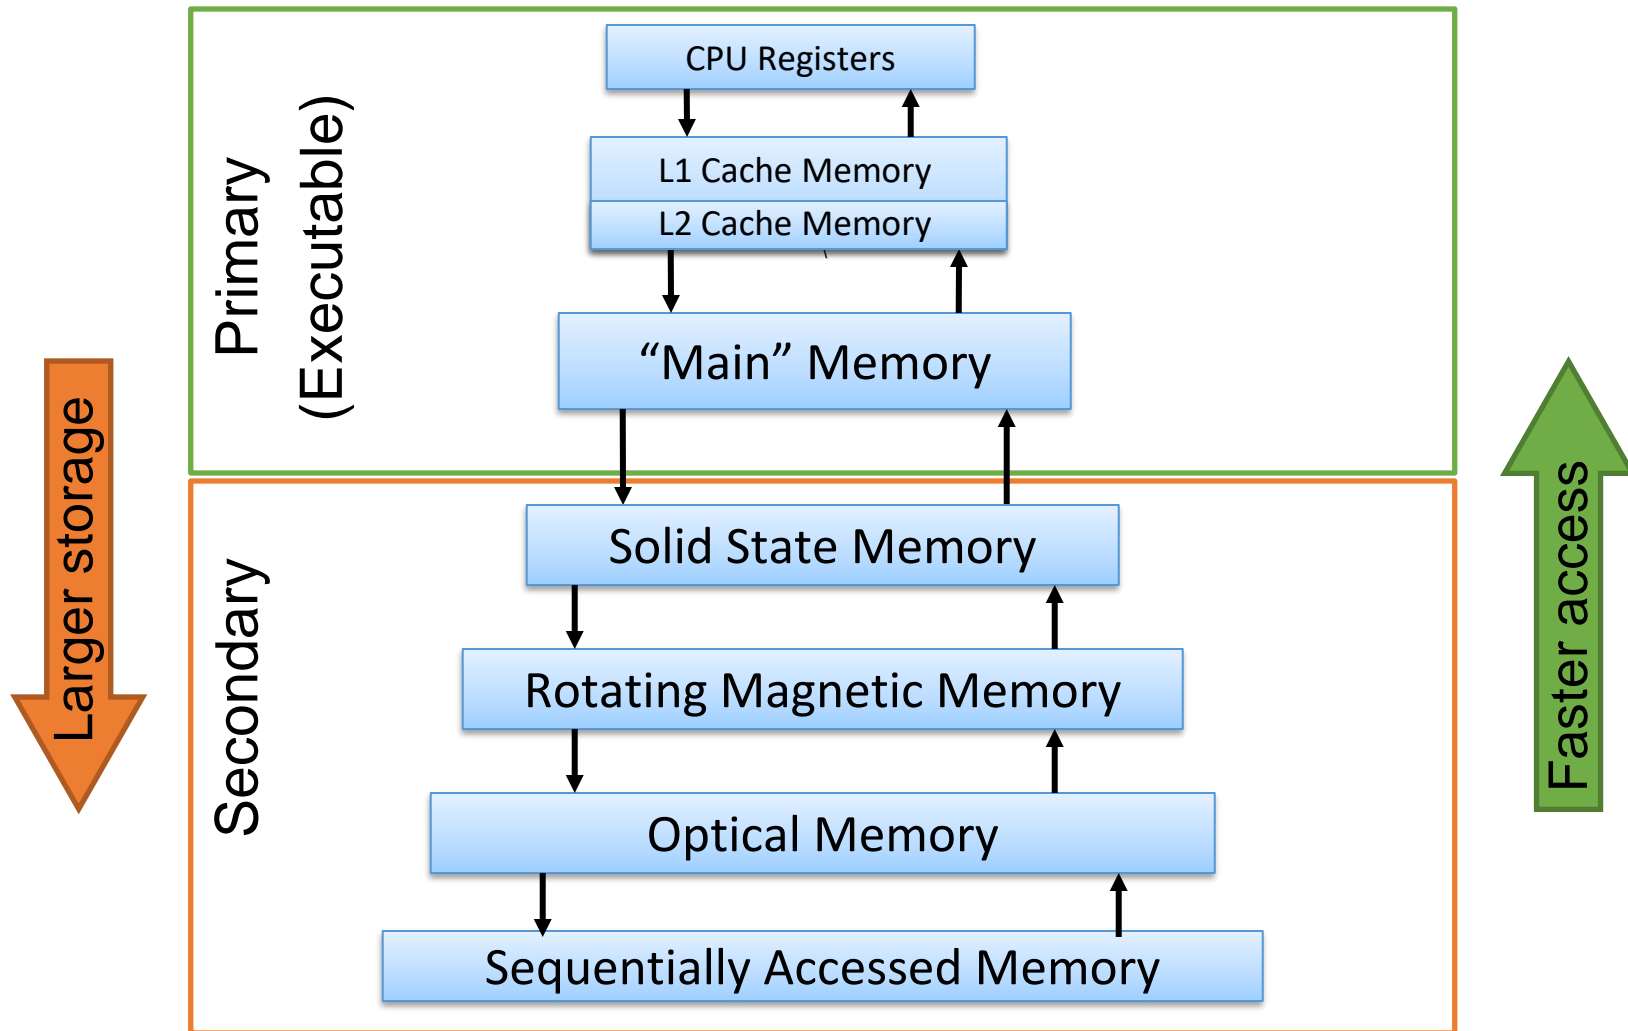 CPU Registers
L1 Cache Memory
L2 Cache Memory
“Main” Memory
Primary
(Executable)
Solid State Memory
Rotating Magnetic Memory
Optical Memory
Sequentially Accessed Memory
Secondary
Larger storage
Faster access